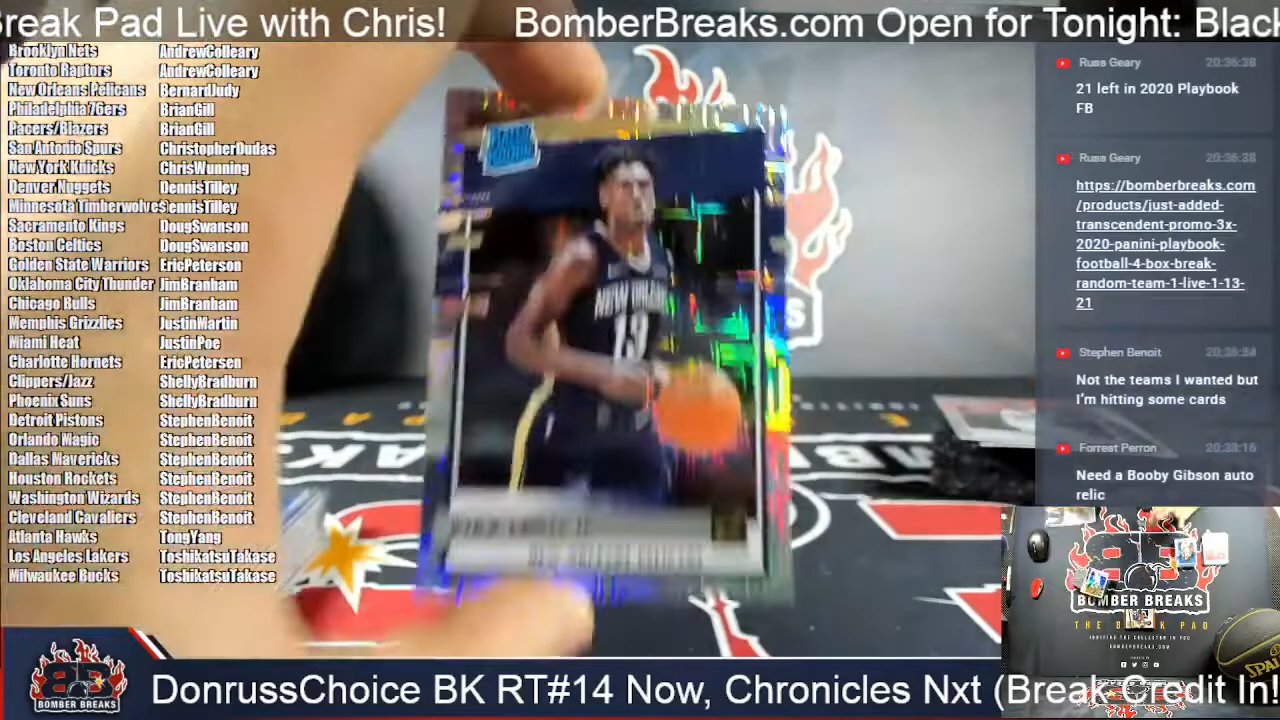 Break Pad Live with Chris!    BomberBreaks.com Open for Tonight: Black
Brooklyn Nets AndrewColleary
Toronto Raptors AndrewColleary
New Orleans Pelicans BernardJudy
Philadelphia 76ers BrianGill
Pacers/Blazers BrianGill
San Antonio Spurs ChristopherDudas
New York Knicks ChrisWunning
Denver Nuggets DennisTilley
Minnesota Timberwolves DennisTilley
Sacramento Kings DougSwanson
Boston Celtics DougSwanson
Golden State Warriors EricPeterson
Oklahoma City Thunder JimBranham
Chicago Bulls JimBranham
Memphis Grizzlies JustinMartin
Miami Heat JustinPoe
Charlotte Hornets EricPetersen
Clippers/Jazz ShellyBradburn
Phoenix Suns ShellyBradburn
Detroit Pistons StephenBenoit
Orlando Magic StephenBenoit
Dallas Mavericks StephenBenoit
Houston Rockets StephenBenoit
Washington Wizards StephenBenoit
Cleveland Cavaliers StephenBenoit
Atlanta Hawks TongYang
Los Angeles Lakers ToshikatsuTakase
Milwaukee Bucks ToshikatsuTakase
13
Russ Geary 20:36:38
21 left in 2020 Playbook
FB
Russ Geary 20:36:38
https://bomberbreaks.com
/products/just-added-
transcendent-promo-3x-
2020-panini-playbook-
football-4-box-break-
random-team-1-live-1-13-
21
Stephen Benoit
Not the teams I wanted but
I'm hitting some cards
Forrest Perron
Need a Booby Gibson auto
relic
BOMBER BREAKS
BOMBER BREAKS
DonrussChoice BK RT#14 Now, Chronicles Nxt (Break Credit In!